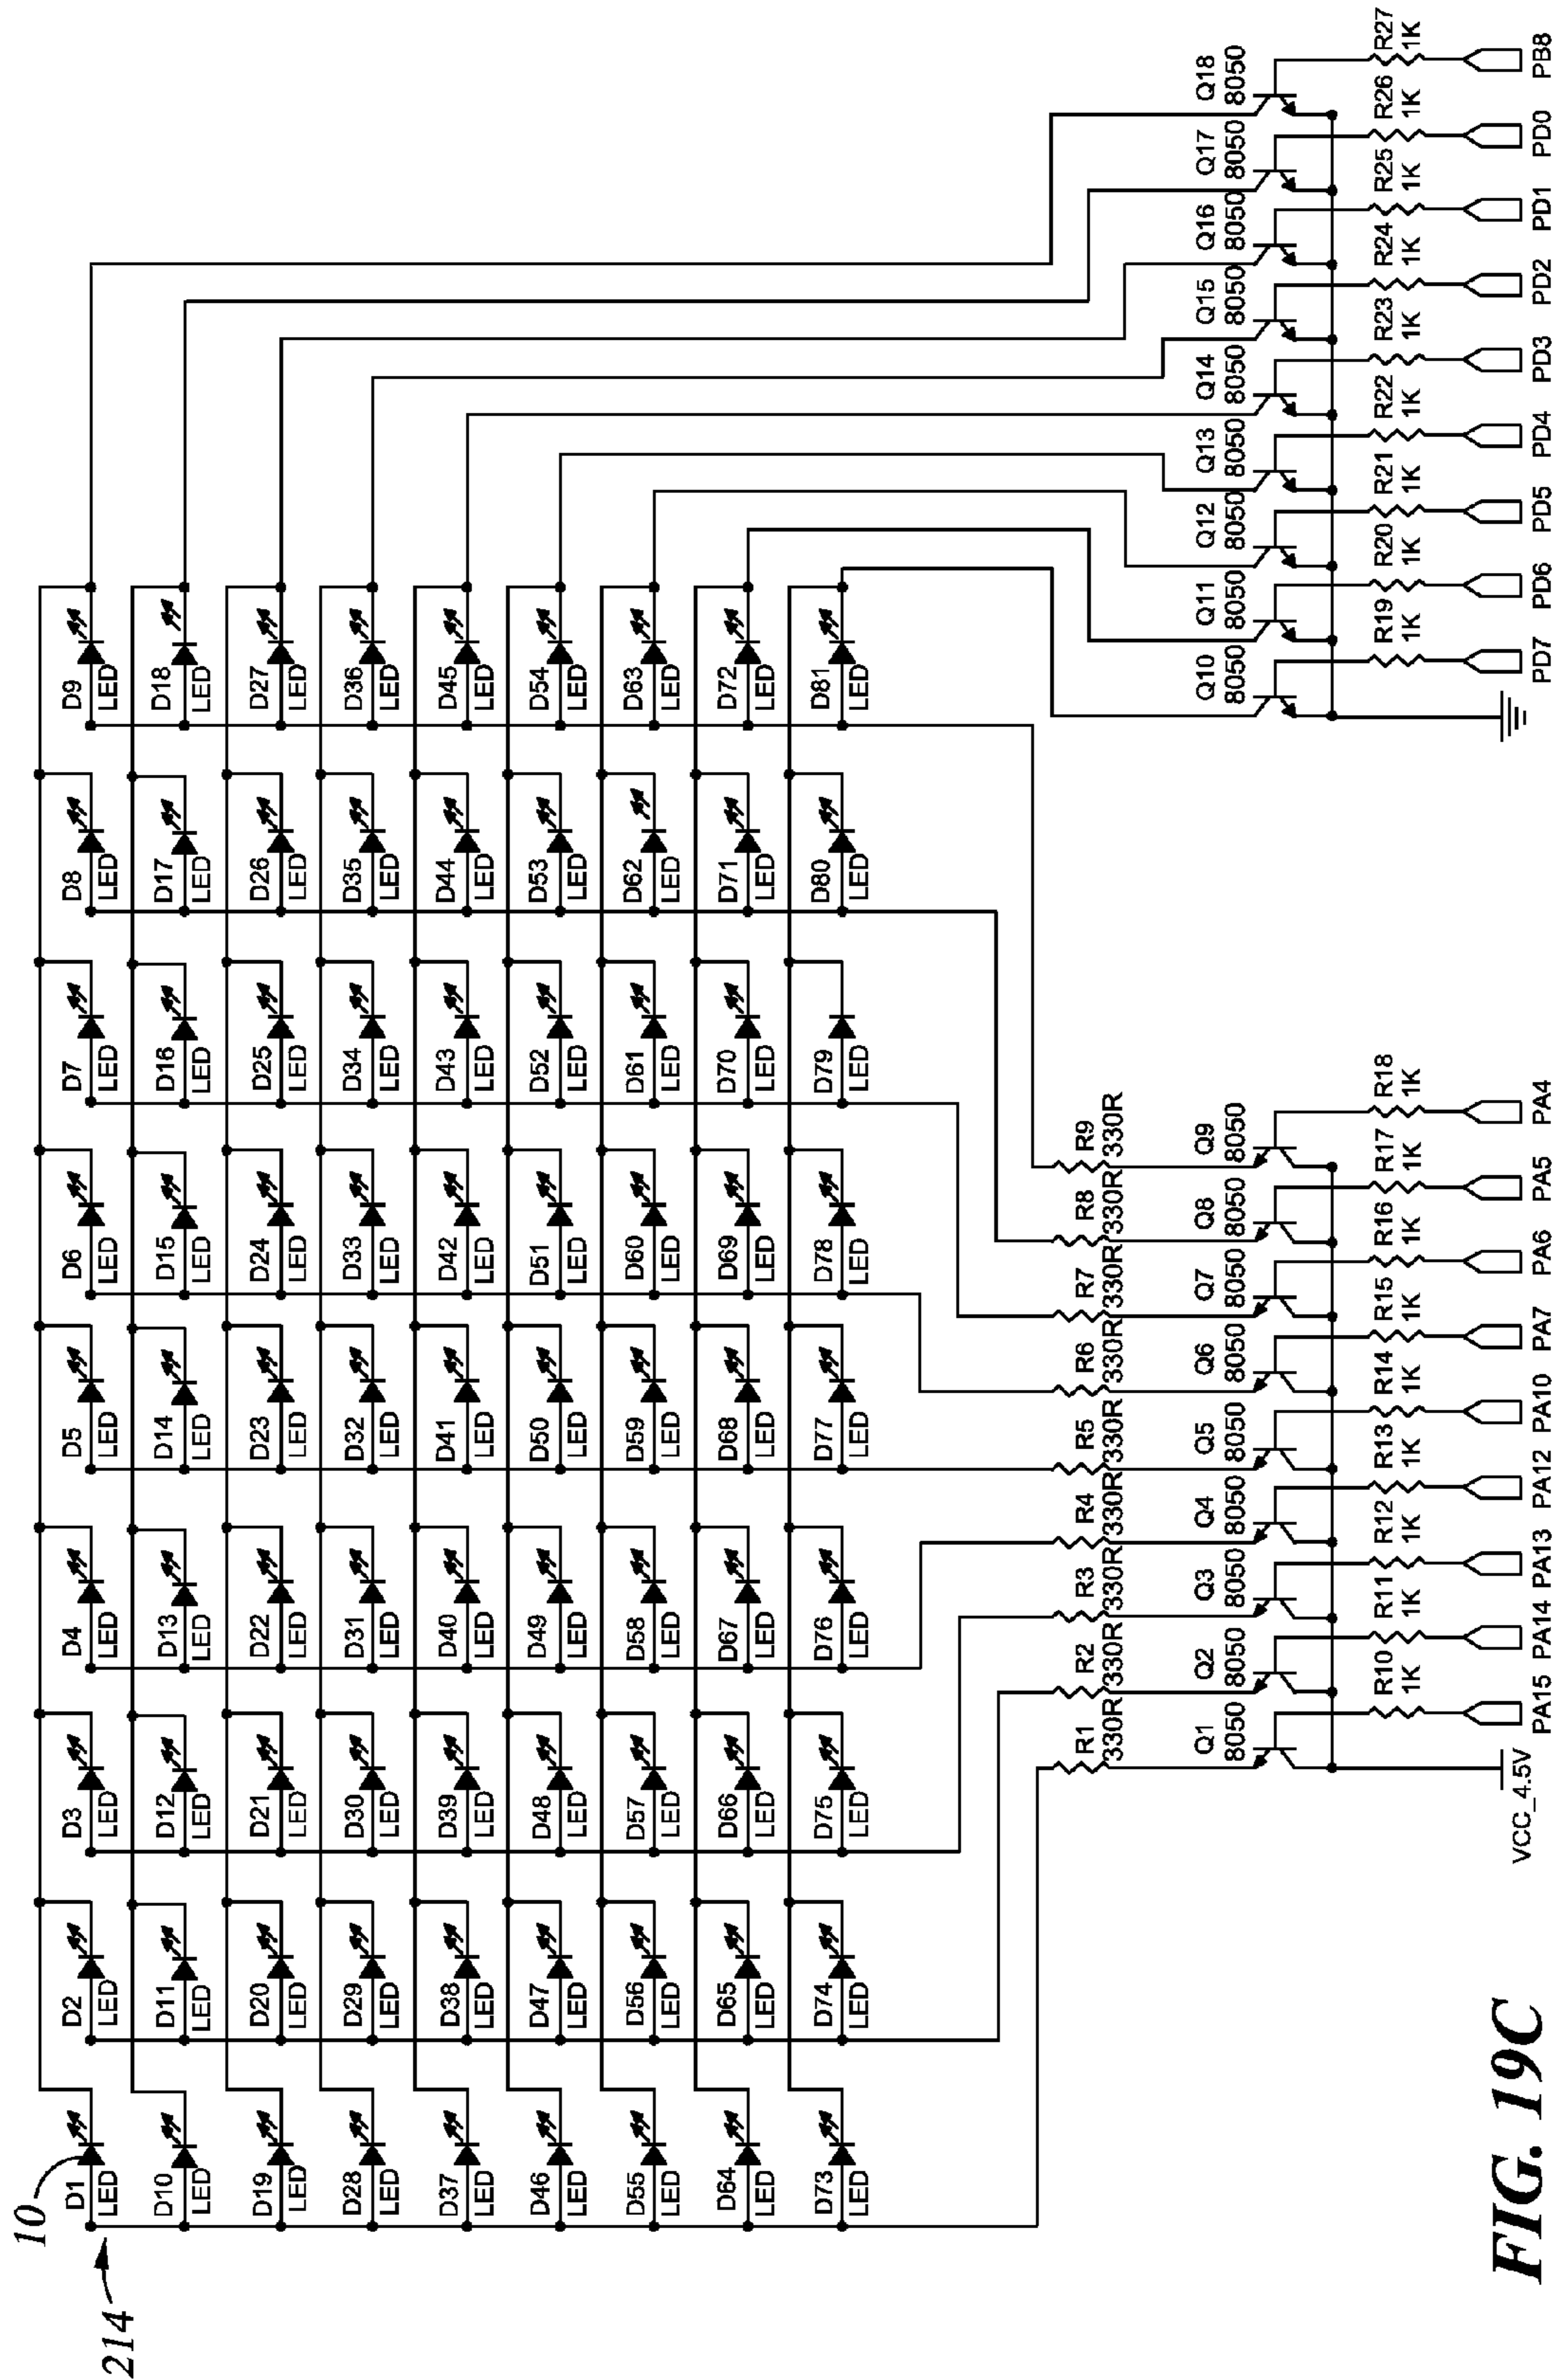 10
214
D1 D2 D3 D4 D5 D6 D7 D8 D9
LED LED LED LED LED LED LED LED LED
D10 D11 D12 D13 D14 D15 D16 D17 D18
LED LED LED LED LED LED LED LED LED
D19 D20 D21 D22 D23 D24 D25 D26 D27
LED LED LED LED LED LED LED LED LED
D28 D29 D30 D31 D32 D33 D34 D35 D36
LED LED LED LED LED LED LED LED LED
D37 D38 D39 D40 D41 D42 D43 D44 D45
LED LED LED LED LED LED LED LED LED
D46 D47 D48 D49 D50 D51 D52 D53 D54
LED LED LED LED LED LED LED LED LED
D55 D56 D57 D58 D59 D60 D61 D62 D63
LED LED LED LED LED LED LED LED LED
D64 D65 D66 D67 D68 D69 D70 D71 D72
LED LED LED LED LED LED LED LED LED
D73 D74 D75 D76 D77 D78 D79 D80 D81
LED LED LED LED LED LED LED LED LED
R1 R2 R3 R4 R5 R6 R7 R8 R9
330R 330R 330R 330R 330R 330R 330R 330R 330R
Q1 Q2 Q3 Q4 Q5 Q6 Q7 Q8 Q9 Q10 Q11 Q12 Q13 Q14 Q15 Q16 Q17 Q18
8050 8050 8050 8050 8050 8050 8050 8050 8050 8050 8050 8050 8050 8050 8050 8050 8050 8050
R10 R11 R12 R13 R14 R15 R16 R17 R18 R19 R20 R21 R22 R23 R24 R25 R26 R27
1K 1K 1K 1K 1K 1K 1K 1K 1K 1K 1K 1K 1K 1K 1K 1K 1K 1K
VCC_4.5V
PA15 PA14 PA13 PA12 PA10 PA7 PA6 PA5 PA4 PD7 PD6 PD5 PD4 PD3 PD2 PD1 PD0 PB8
FIG. 19C